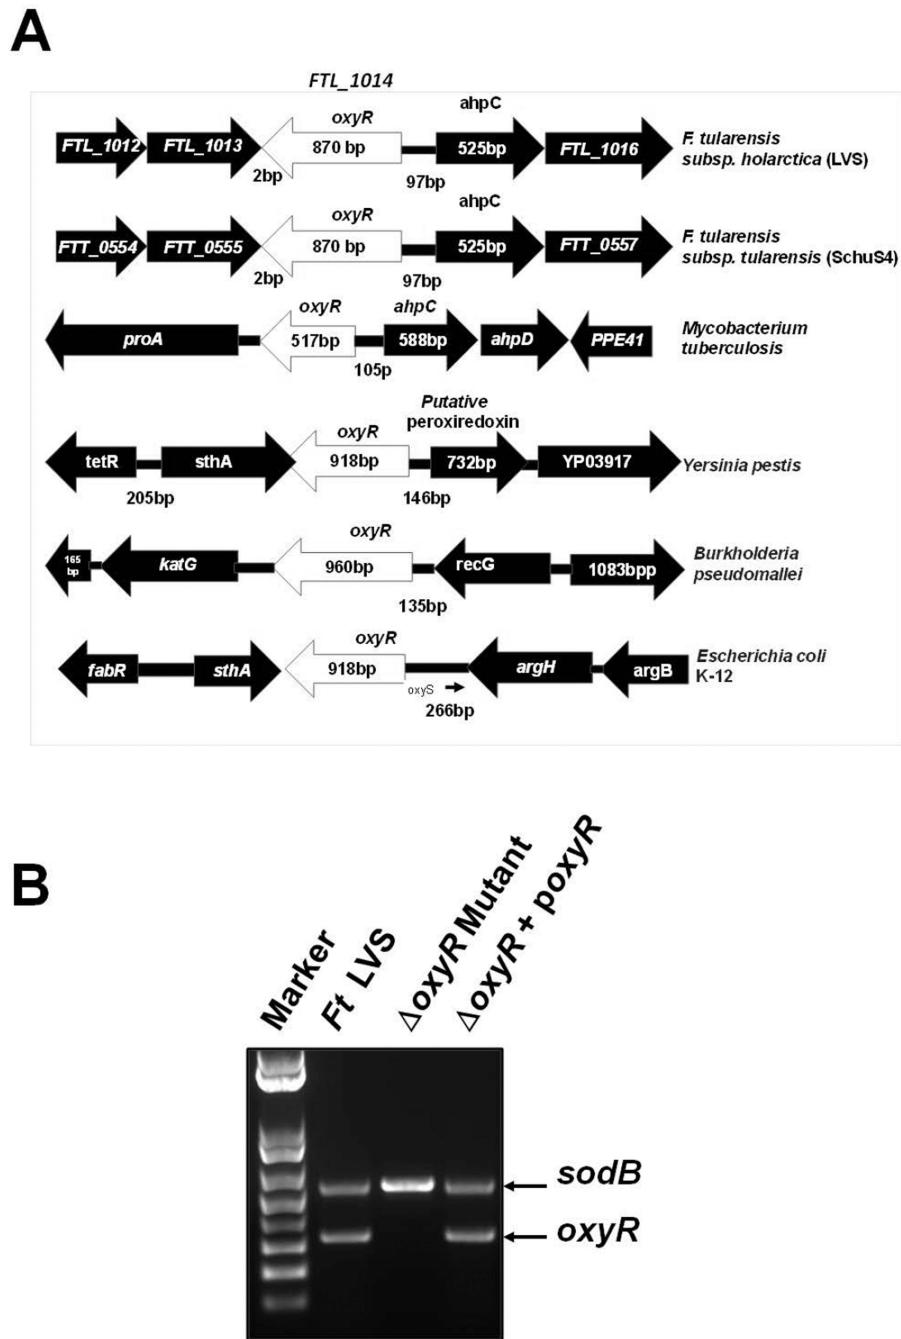 A
FTL_1014
oxyR
ahpC
FTL_1012
FTL_1013
870 bp
525bp
FTL_1016
2bp
97bp
F. tularensis
subsp. holarctica (LVS)
oxyR
ahpC
FTT_0554
FTT_0555
870 bp
525bp
FTT_0557
2bp
97bp
F. tularensis
subsp. tularensis (SchuS4)
oxyR
ahpC
proA
517bp
588bp
ahpD
PPE41
105p
Mycobacterium
tuberculosis
Putative
peroxiredoxin
oxyR
tetR
sthA
918bp
732bp
YP03917
205bp
146bp
Yersinia pestis
oxyR
165
bp
katG
960bp
recG
1083bpp
135bp
Burkholderia
pseudomallei
oxyR
fabR
sthA
918bp
argH
argB
oxyS
266bp
Escherichia coli
K-12
B
Marker
Ft LVS
ΔoxyR Mutant
ΔoxyR + poxyR
sodB
oxyR